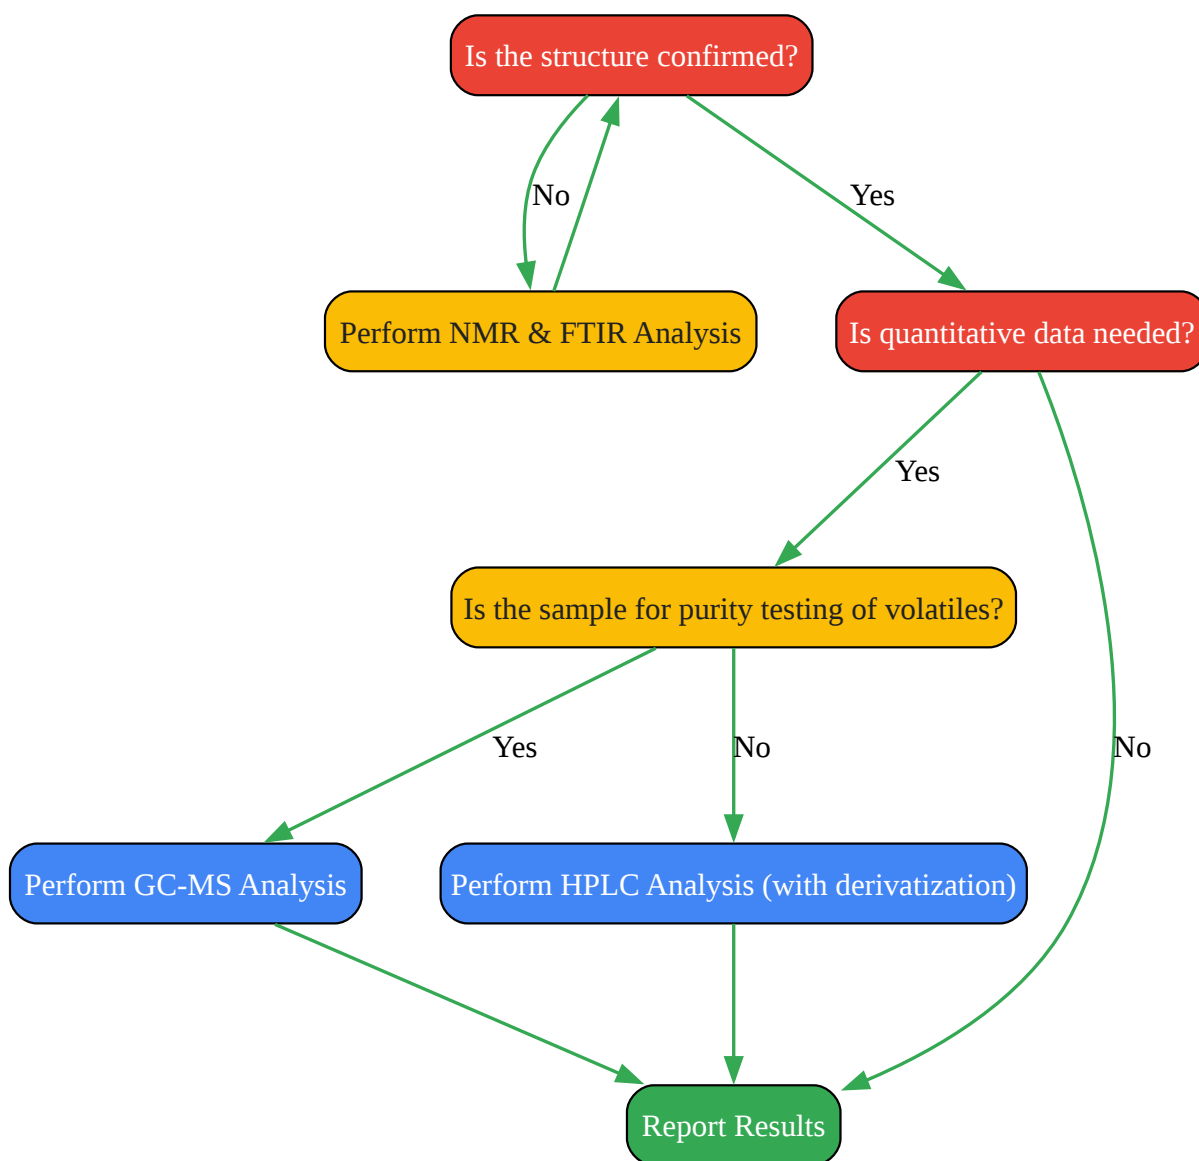 Is the structure confirmed?
No
Yes
Perform NMR & FTIR Analysis
Is quantitative data needed?
Yes
Is the sample for purity testing of volatiles?
Yes
No
No
Perform GC-MS Analysis
Perform HPLC Analysis (with derivatization)
Report Results